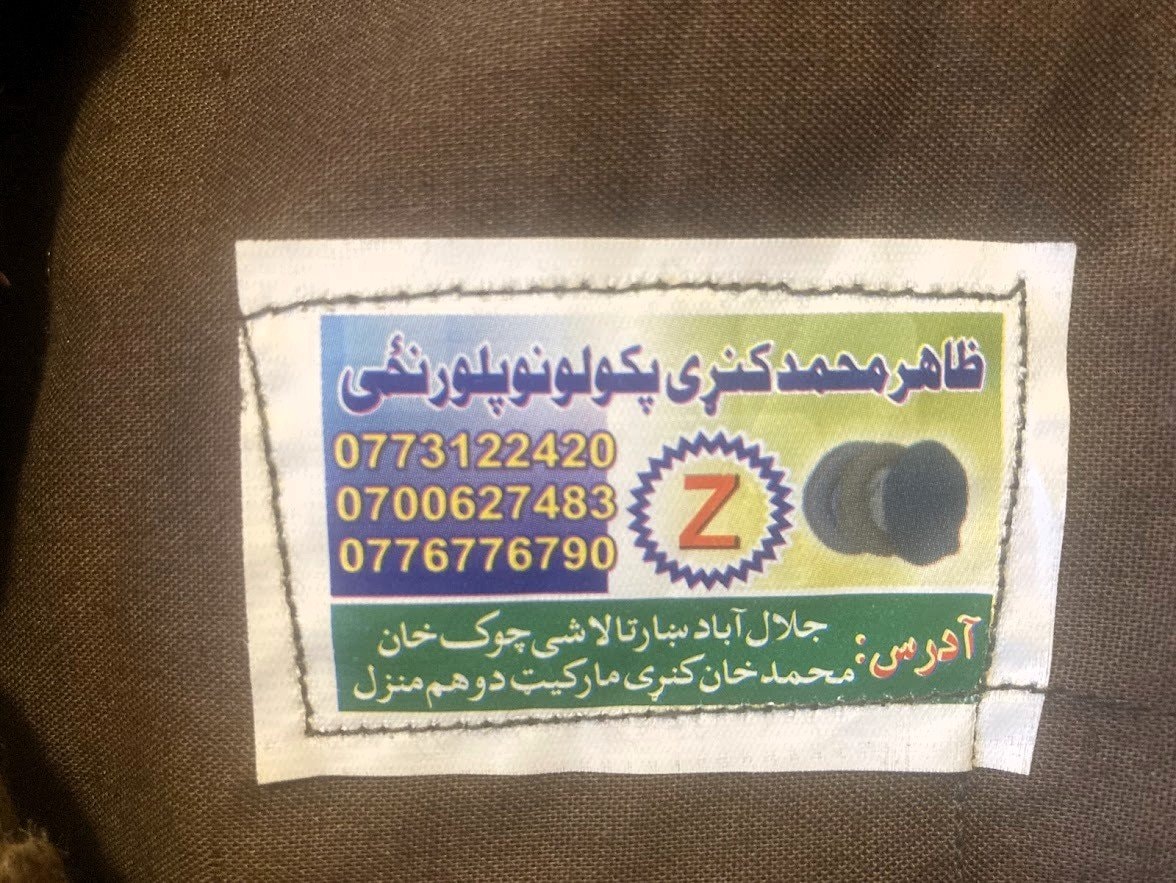 ظاهر محمد کنړی پکولونو پلورنځی
0773122420
0700627483
0776776790
Z
آدرس:
جلال آباد ښار تالاشی چوک خان
محمد خان کنړی مارکیټ دوهم منزل